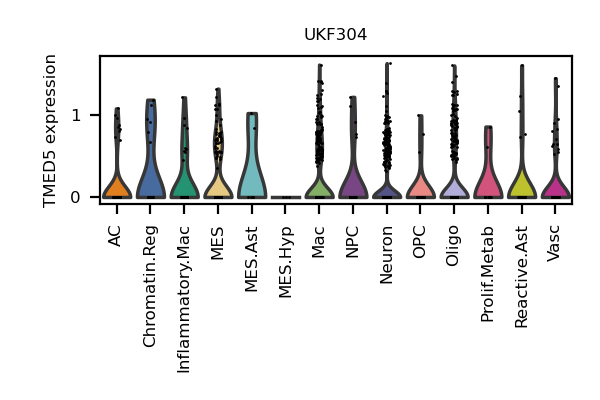 UKF304
TMED5 expression
1
0
AC
Chromatin.Reg
Inflammatory.Mac
MES
MES.Ast
MES.Hyp
Mac
NPC
Neuron
OPC
Oligo
Prolif.Metab
Reactive.Ast
Vasc